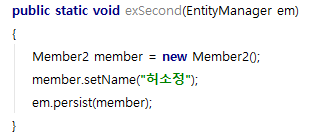 public static void exSecond(EntityManager em)
{
Member2 member = new Member2();
member.setName("허소정");
em.persist(member);
}